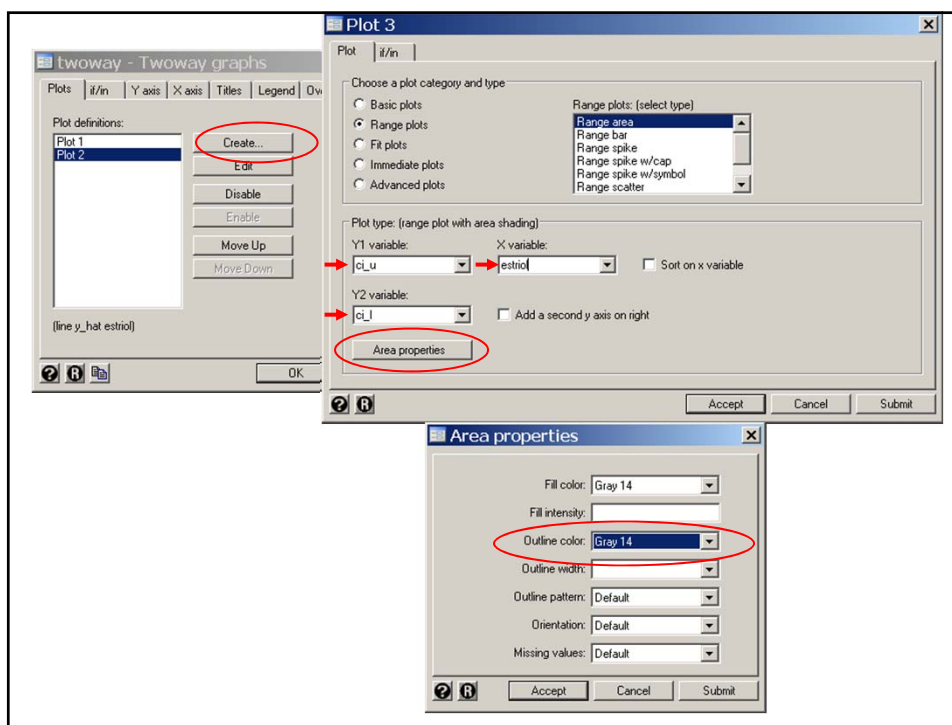 twoway - Twoway graphs
Plots if/in Y axis X axis Titles Legend Ov
Plot definitions:
Plot 1
Plot 2
Create...
Edit
Disable
Enable
Move Up
Move Down
(line y_hat estriol)
? R
OK
Plot 3
Plot if/in
Choose a plot category and type
Basic plots
Range plots
Fit plots
Immediate plots
Advanced plots
Range plots: (select type)
Range area
Range bar
Range spike
Range spike w/cap
Range spike w/symbol
Range scatter
Plot type: (range plot with area shading)
Y1 variable: X variable:
ci_u estriol Sort on x variable
Y2 variable:
ci_l Add a second y axis on right
Area properties
? R Accept Cancel Submit
Area properties
Fill color: Gray 14
Fill intensity:
Outline color: Gray 14
Outline width:
Outline pattern: Default
Orientation: Default
Missing values: Default
? R Accept Cancel Submit